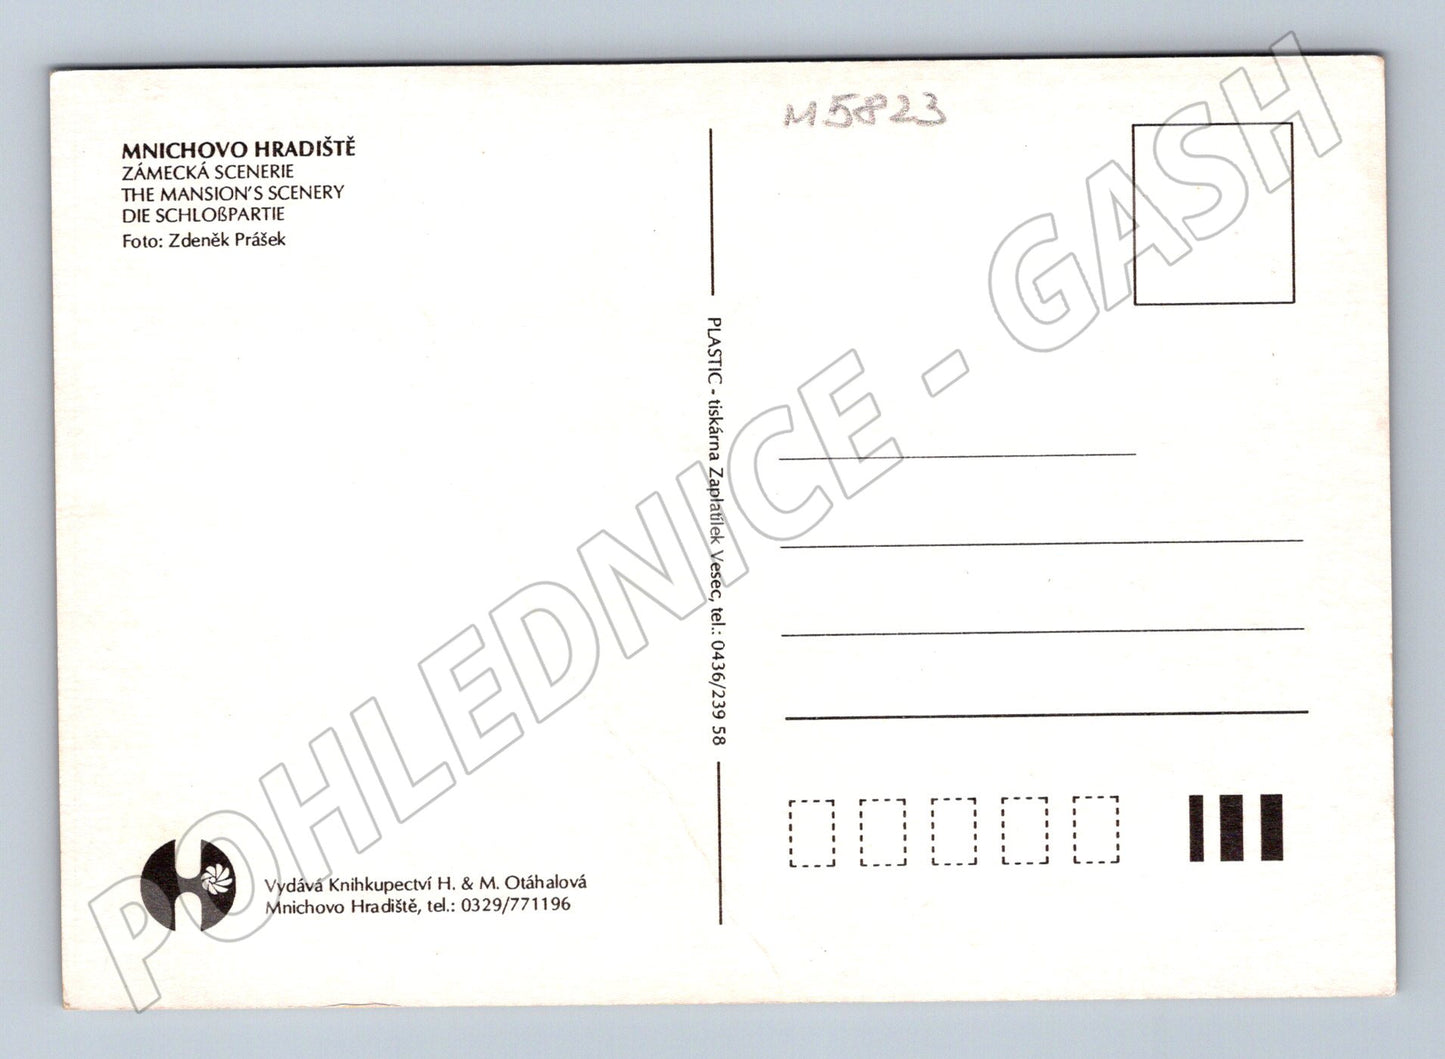 MNICHOVO HRADIŠTĚ
ZÁMECKÁ SCENERIE
THE MANSION'S SCENERY
DIE SCHLOßPARTIE
Foto: Zdeněk Prášek
M5823
PLASTIC - tiskárna Zaplatílek Vesec, tel.: 0436/239 58
Vydává Knihkupectví H. & M. Otáhalová
Mnichovo Hradiště, tel.: 0329/771196
POHLEDNICE - GASH